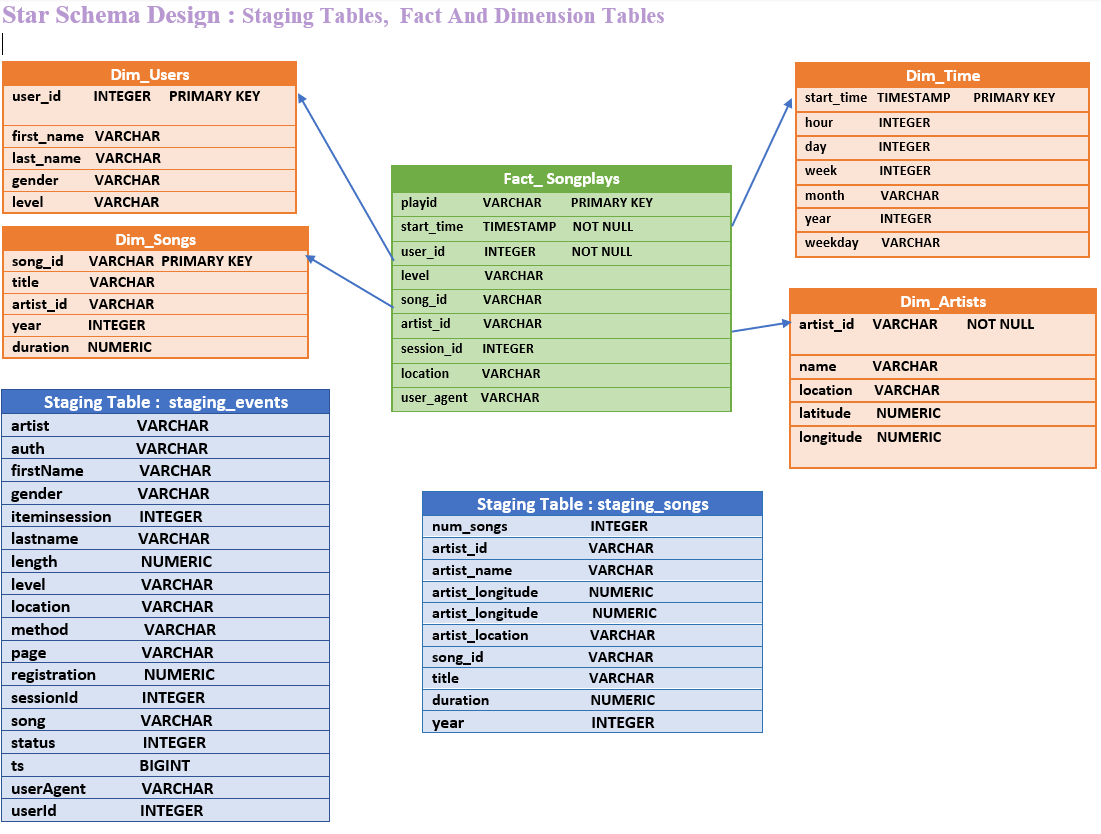 Star Schema Design : Staging Tables, Fact And Dimension Tables
Dim_Users
user_id INTEGER PRIMARY KEY
first_name VARCHAR
last_name VARCHAR
gender VARCHAR
level VARCHAR
Dim_Songs
song_id VARCHAR PRIMARY KEY
title VARCHAR
artist_id VARCHAR
year INTEGER
duration NUMERIC
Fact_ Songplays
playid VARCHAR PRIMARY KEY
start_time TIMESTAMP NOT NULL
user_id INTEGER NOT NULL
level VARCHAR
song_id VARCHAR
artist_id VARCHAR
session_id INTEGER
location VARCHAR
user_agent VARCHAR
Dim_Time
start_time TIMESTAMP PRIMARY KEY
hour INTEGER
day INTEGER
week INTEGER
month VARCHAR
year INTEGER
weekday VARCHAR
Dim_Artists
artist_id VARCHAR NOT NULL
name VARCHAR
location VARCHAR
latitude NUMERIC
longitude NUMERIC
Staging Table : staging_events
artist VARCHAR
auth VARCHAR
firstName VARCHAR
gender VARCHAR
iteminsession INTEGER
lastname VARCHAR
length NUMERIC
level VARCHAR
location VARCHAR
method VARCHAR
page VARCHAR
registration NUMERIC
sessionId INTEGER
song VARCHAR
status INTEGER
ts BIGINT
userAgent VARCHAR
userId INTEGER
Staging Table : staging_songs
num_songs INTEGER
artist_id VARCHAR
artist_name VARCHAR
artist_longitude NUMERIC
artist_longitude NUMERIC
artist_location VARCHAR
song_id VARCHAR
title VARCHAR
duration NUMERIC
year INTEGER